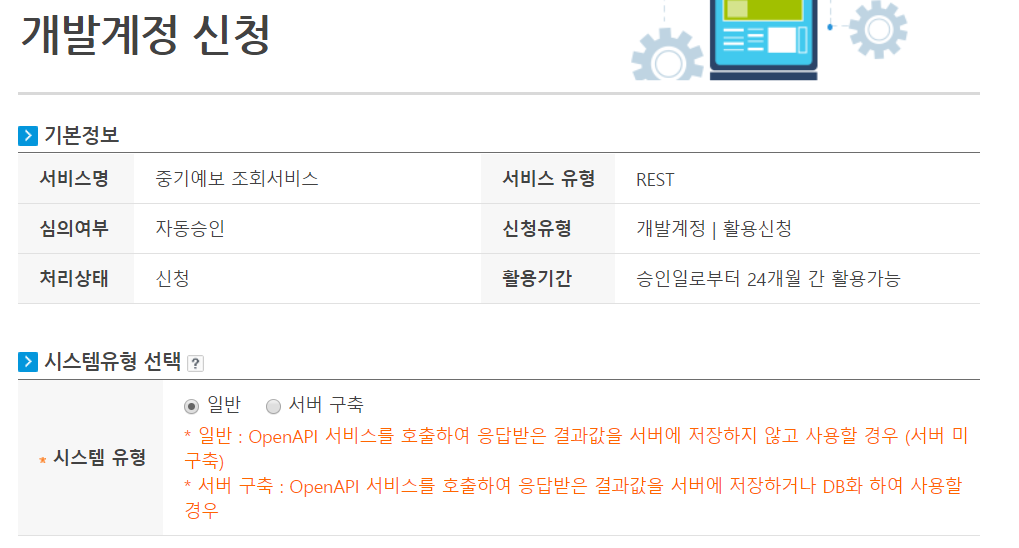 개발계정 신청
기본정보
서비스명 중기예보 조회서비스 서비스 유형 REST
심의여부 자동승인 신청유형 개발계정 | 활용신청
처리상태 신청 활용기간 승인일로부터 24개월 간 활용가능
시스템유형 선택 ?
일반 서버 구축
* 일반 : OpenAPI 서비스를 호출하여 응답받은 결과값을 서버에 저장하지 않고 사용할 경우 (서버 미
구축)
* 시스템 유형
* 서버 구축 : OpenAPI 서비스를 호출하여 응답받은 결과값을 서버에 저장하거나 DB화 하여 사용할
경우